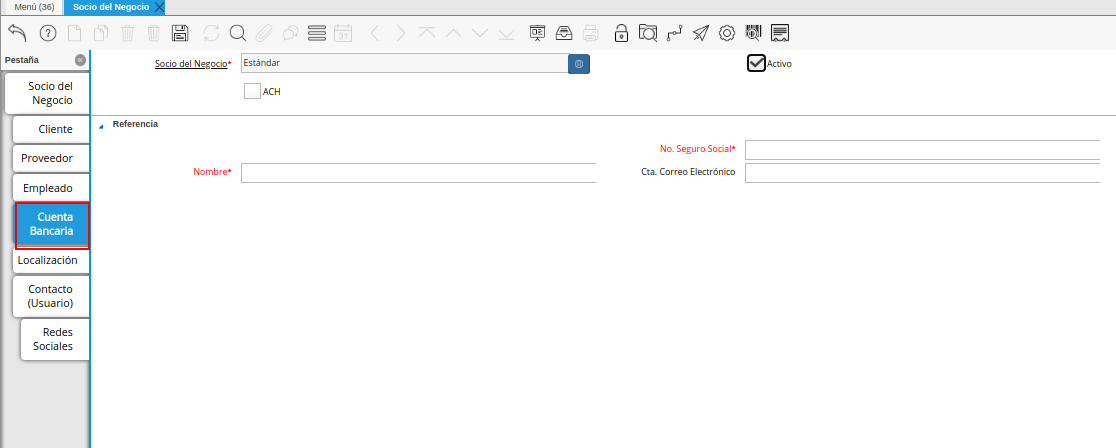 Menú (36)
Socio del Negocio
31
Pestaña
Socio del
Negocio
Cliente
Proveedor
Empleado
Cuenta
Bancaria
Localización
Contacto
(Usuario)
Redes
Sociales
Socio del Negocio*
Estándar
Activo
ACH
Referencia
No. Seguro Social*
Nombre*
Cta. Correo Electrónico